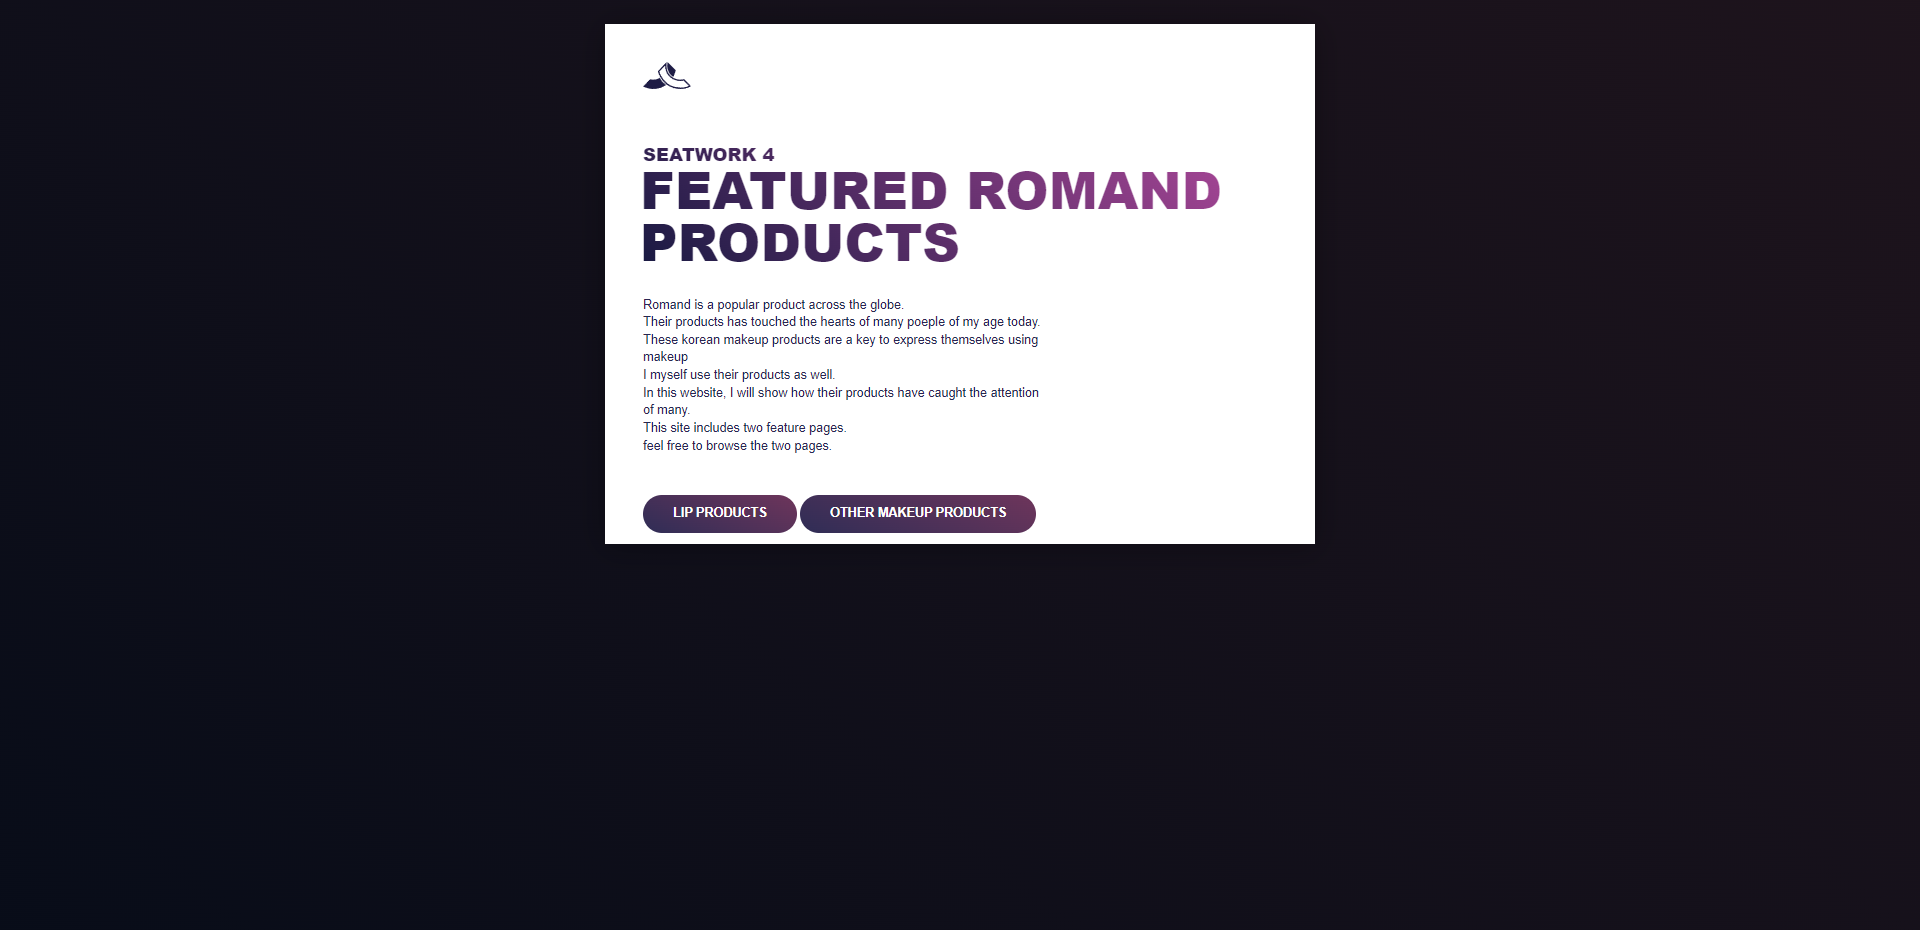 SEATWORK 4
FEATURED ROMAND
PRODUCTS
Romand is a popular product across the globe.
Their products has touched the hearts of many poeple of my age today.
These korean makeup products are a key to express themselves using
makeup
I myself use their products as well.
In this website, I will show how their products have caught the attention
of many.
This site includes two feature pages.
feel free to browse the two pages.
LIP PRODUCTS
OTHER MAKEUP PRODUCTS